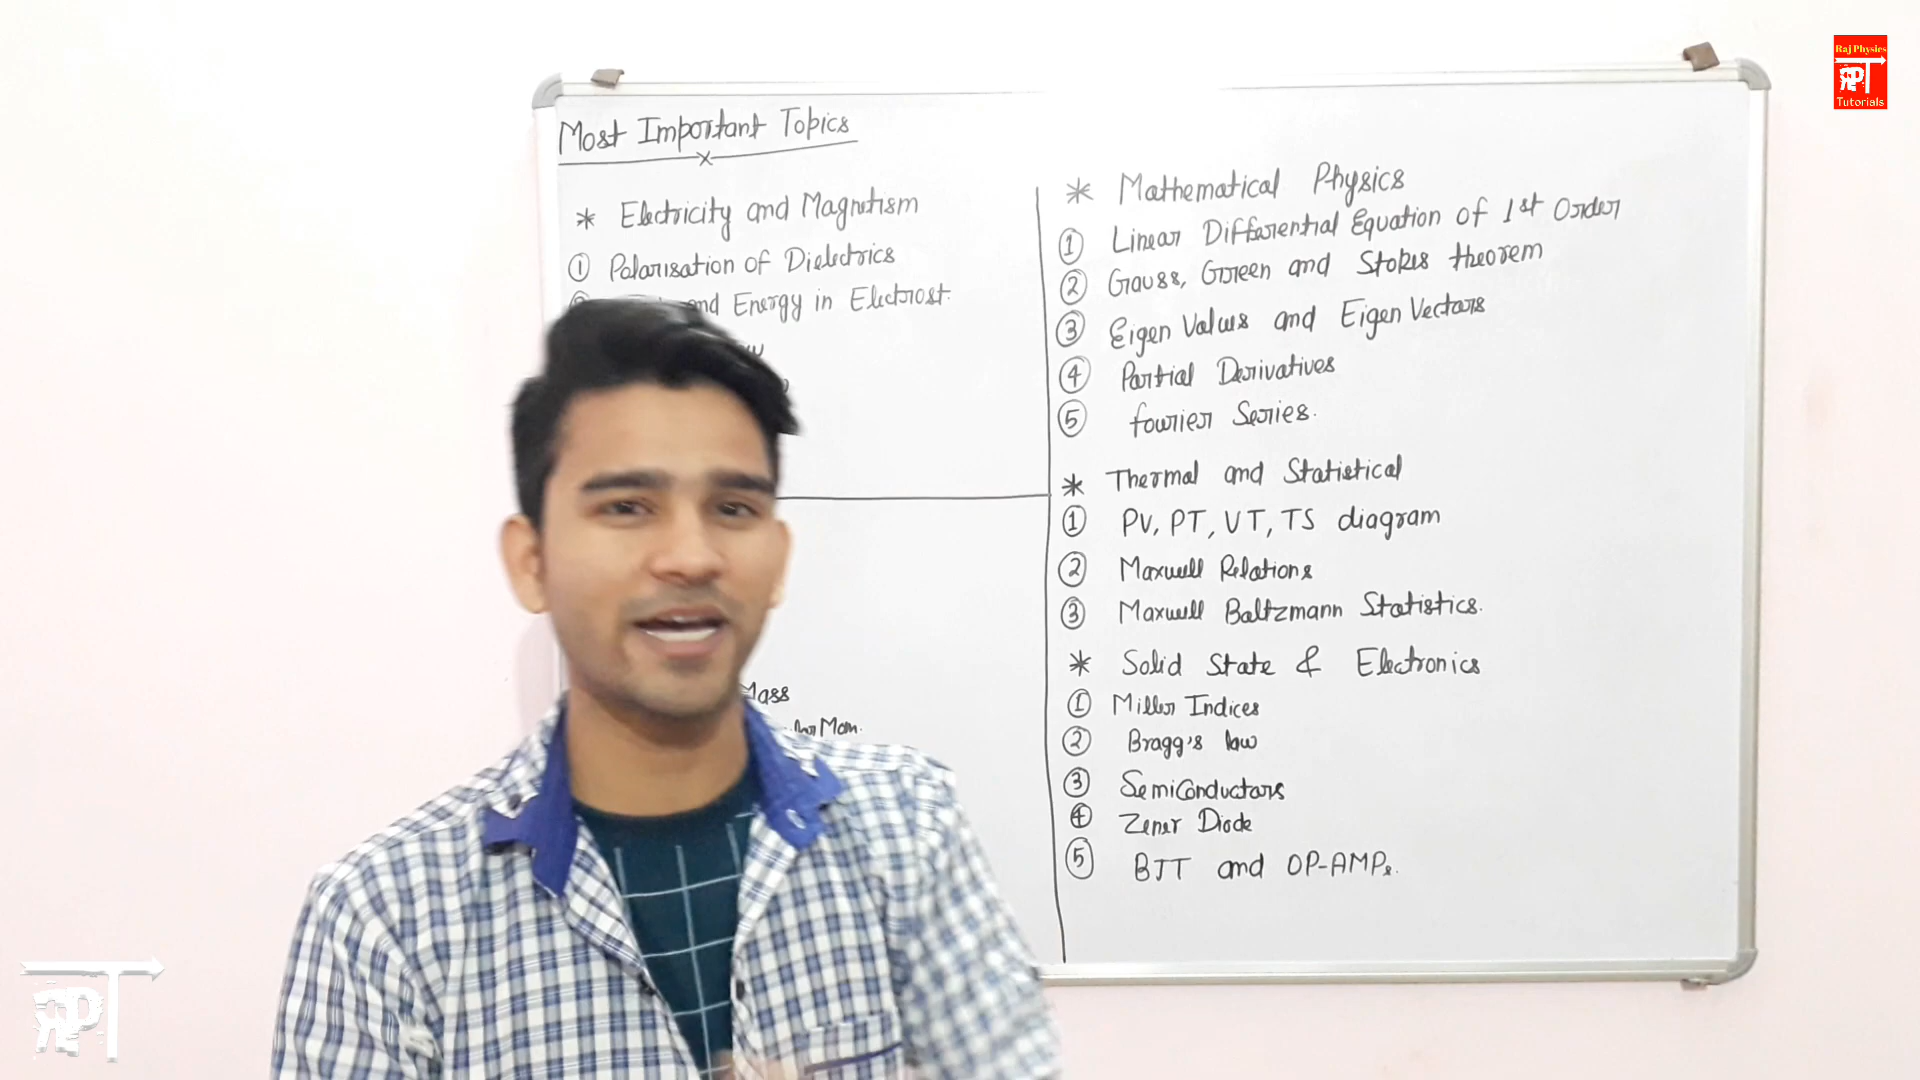 Most Important Topics
* Electricity and Magnetism
① Polarisation of Dielectrics
and Energy in Electrost.
Mass
Mom.
* Mathematical Physics
① Linear Differential Equation of 1st Order
② Gauss, Green and Stokes theorem
③ Eigen Values and Eigen Vectors
④ Partial Derivatives
⑤ fourier Series.
* Thermal and Statistical
① PV, PT, VT, TS diagram
② Maxwell Relations
③ Maxwell Boltzmann Statistics.
* Solid State & Electronics
① Miller Indices
② Bragg's law
③ SemiConductors
④ Zener Diode
⑤ BJT and OP-AMPs.
Raj Physics
RPT
Tutorials
RPT